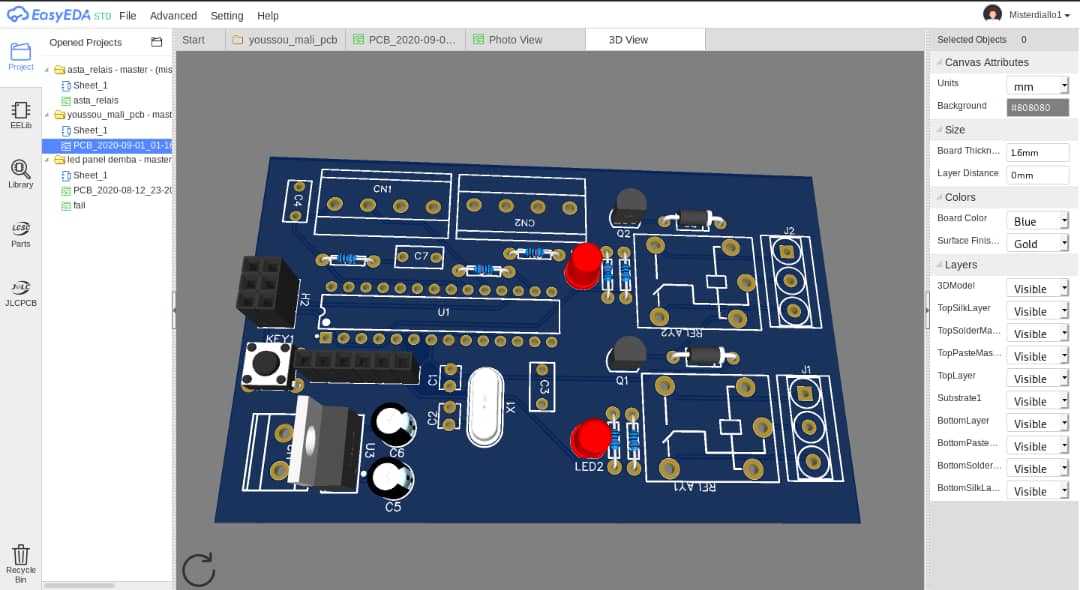 EasyEDA STD File Advanced Setting Help Misterdiallo1
Project
EELib
Library
LCSC
Parts
JLCPCB
Recycle
Bin
Opened Projects
asta_relais - master - (mis
Sheet_1
asta_relais
youssou_mali_pcb - mast
Sheet_1
PCB_2020-09-01_01-16
led panel demba - master
Sheet_1
PCB_2020-08-12_23-20
fail
Start youssou_mali_pcb PCB_2020-09-0... Photo View 3D View
C4
CN1
CN2
Q2
J2
C7
H2
U1
RELAY2
KEY1
Q1
J1
C1
C2
X1
C3
U3
C6
LED2
RELAY1
C5
Selected Objects 0
Canvas Attributes
Units mm
Background #808080
Size
Board Thickn... 1.6mm
Layer Distance 0mm
Colors
Board Color Blue
Surface Finis... Gold
Layers
3DModel Visible
TopSilkLayer Visible
TopSolderMa... Visible
TopPasteMas... Visible
TopLayer Visible
Substrate1 Visible
BottomLayer Visible
BottomPaste... Visible
BottomSolder... Visible
BottomSilkLa... Visible